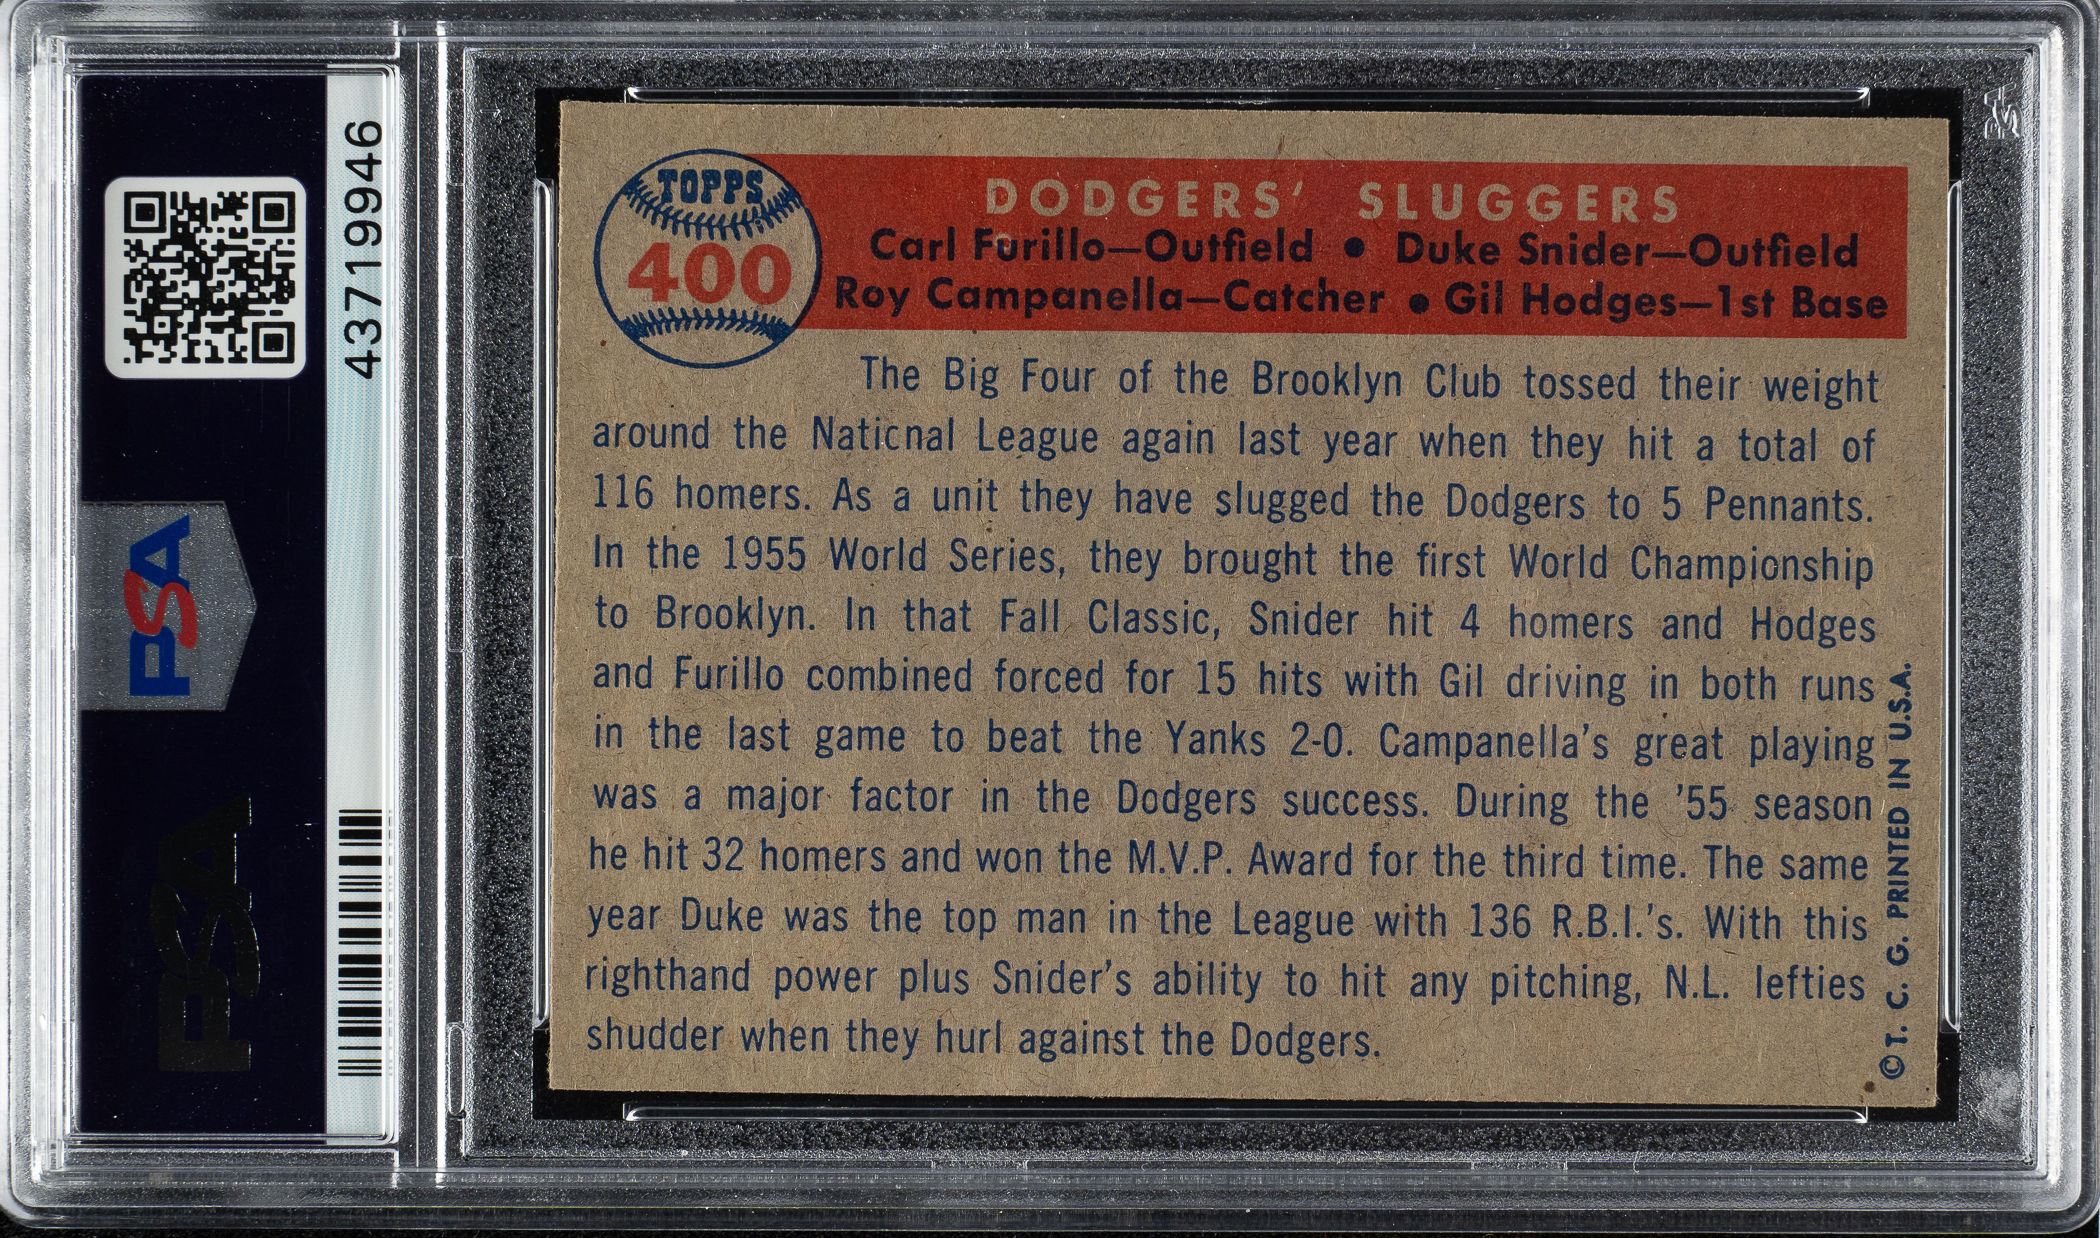 43719946
PSA
PSA
TOPPS
400
DODGERS' SLUGGERS
Carl Furillo—Outfield • Duke Snider—Outfield
Roy Campanella—Catcher • Gil Hodges—1st Base
The Big Four of the Brooklyn Club tossed their weight
around the Naticnal League again last year when they hit a total of
116 homers. As a unit they have slugged the Dodgers to 5 Pennants.
In the 1955 World Series, they brought the first World Championship
to Brooklyn. In that Fall Classic, Snider hit 4 homers and Hodges
and Furillo combined forced for 15 hits with Gil driving in both runs
in the last game to beat the Yanks 2-0. Campanella's great playing
was a major factor in the Dodgers success. During the '55 season
he hit 32 homers and won the M.V.P. Award for the third time. The same
year Duke was the top man in the League with 136 R.B.I.'s. With this
righthand power plus Snider's ability to hit any pitching, N.L. lefties
shudder when they hurl against the Dodgers.
© T. C. G. PRINTED IN U.S.A.
PSA